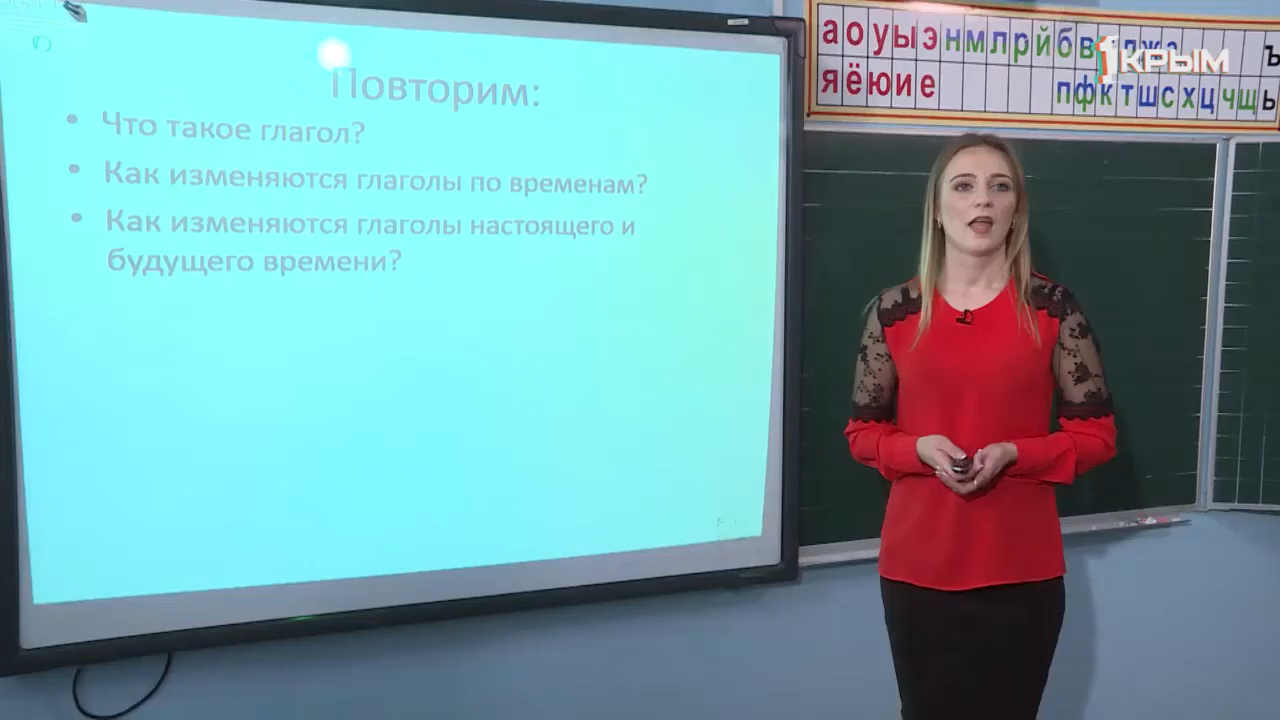 Повторим:
• Что такое глагол?
• Как изменяются глаголы по временам?
• Как изменяются глаголы настоящего и
будущего времени?
а о у ы э н м л р й б в
я ё ю и е п ф к т ш с х ц ч щ ь
ъ
1 КРЫМ